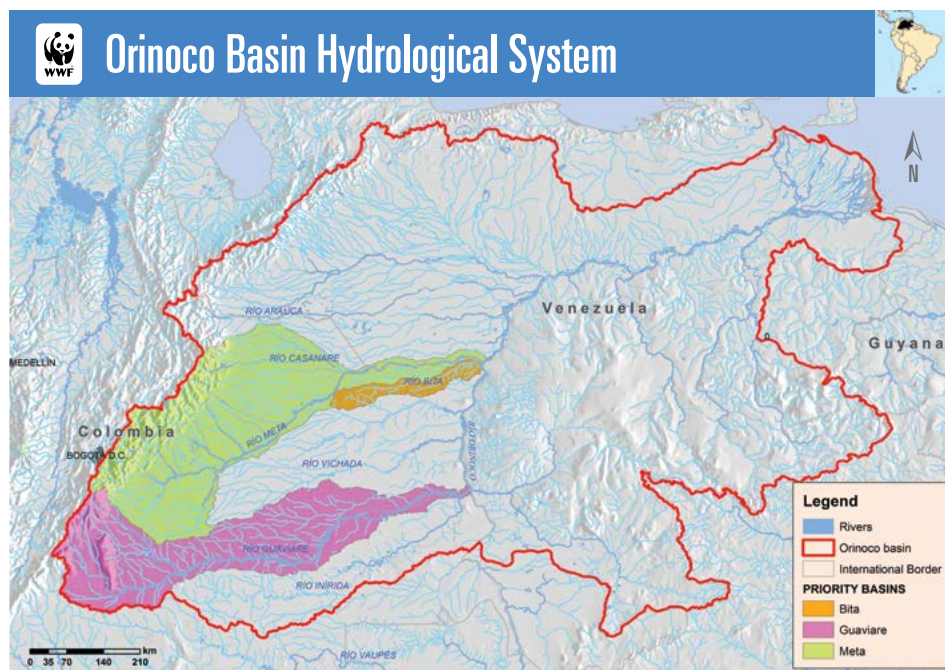 WWF
Orinoco Basin Hydrological System
N
RÍO ARAUCA
Venezuela
RÍO CASANARE
Guyana
MEDELLÍN
RÍO BITA
Colombia
RÍO META
RÍO ORINOCO
BOGOTÁ D.C.
RÍO VICHADA
RÍO GUAVIARE
RÍO INÍRIDA
RÍO VAUPÉS
km
0 35 70 140 210
Legend
Rivers
Orinoco basin
International Border
PRIORITY BASINS
Bita
Guaviare
Meta